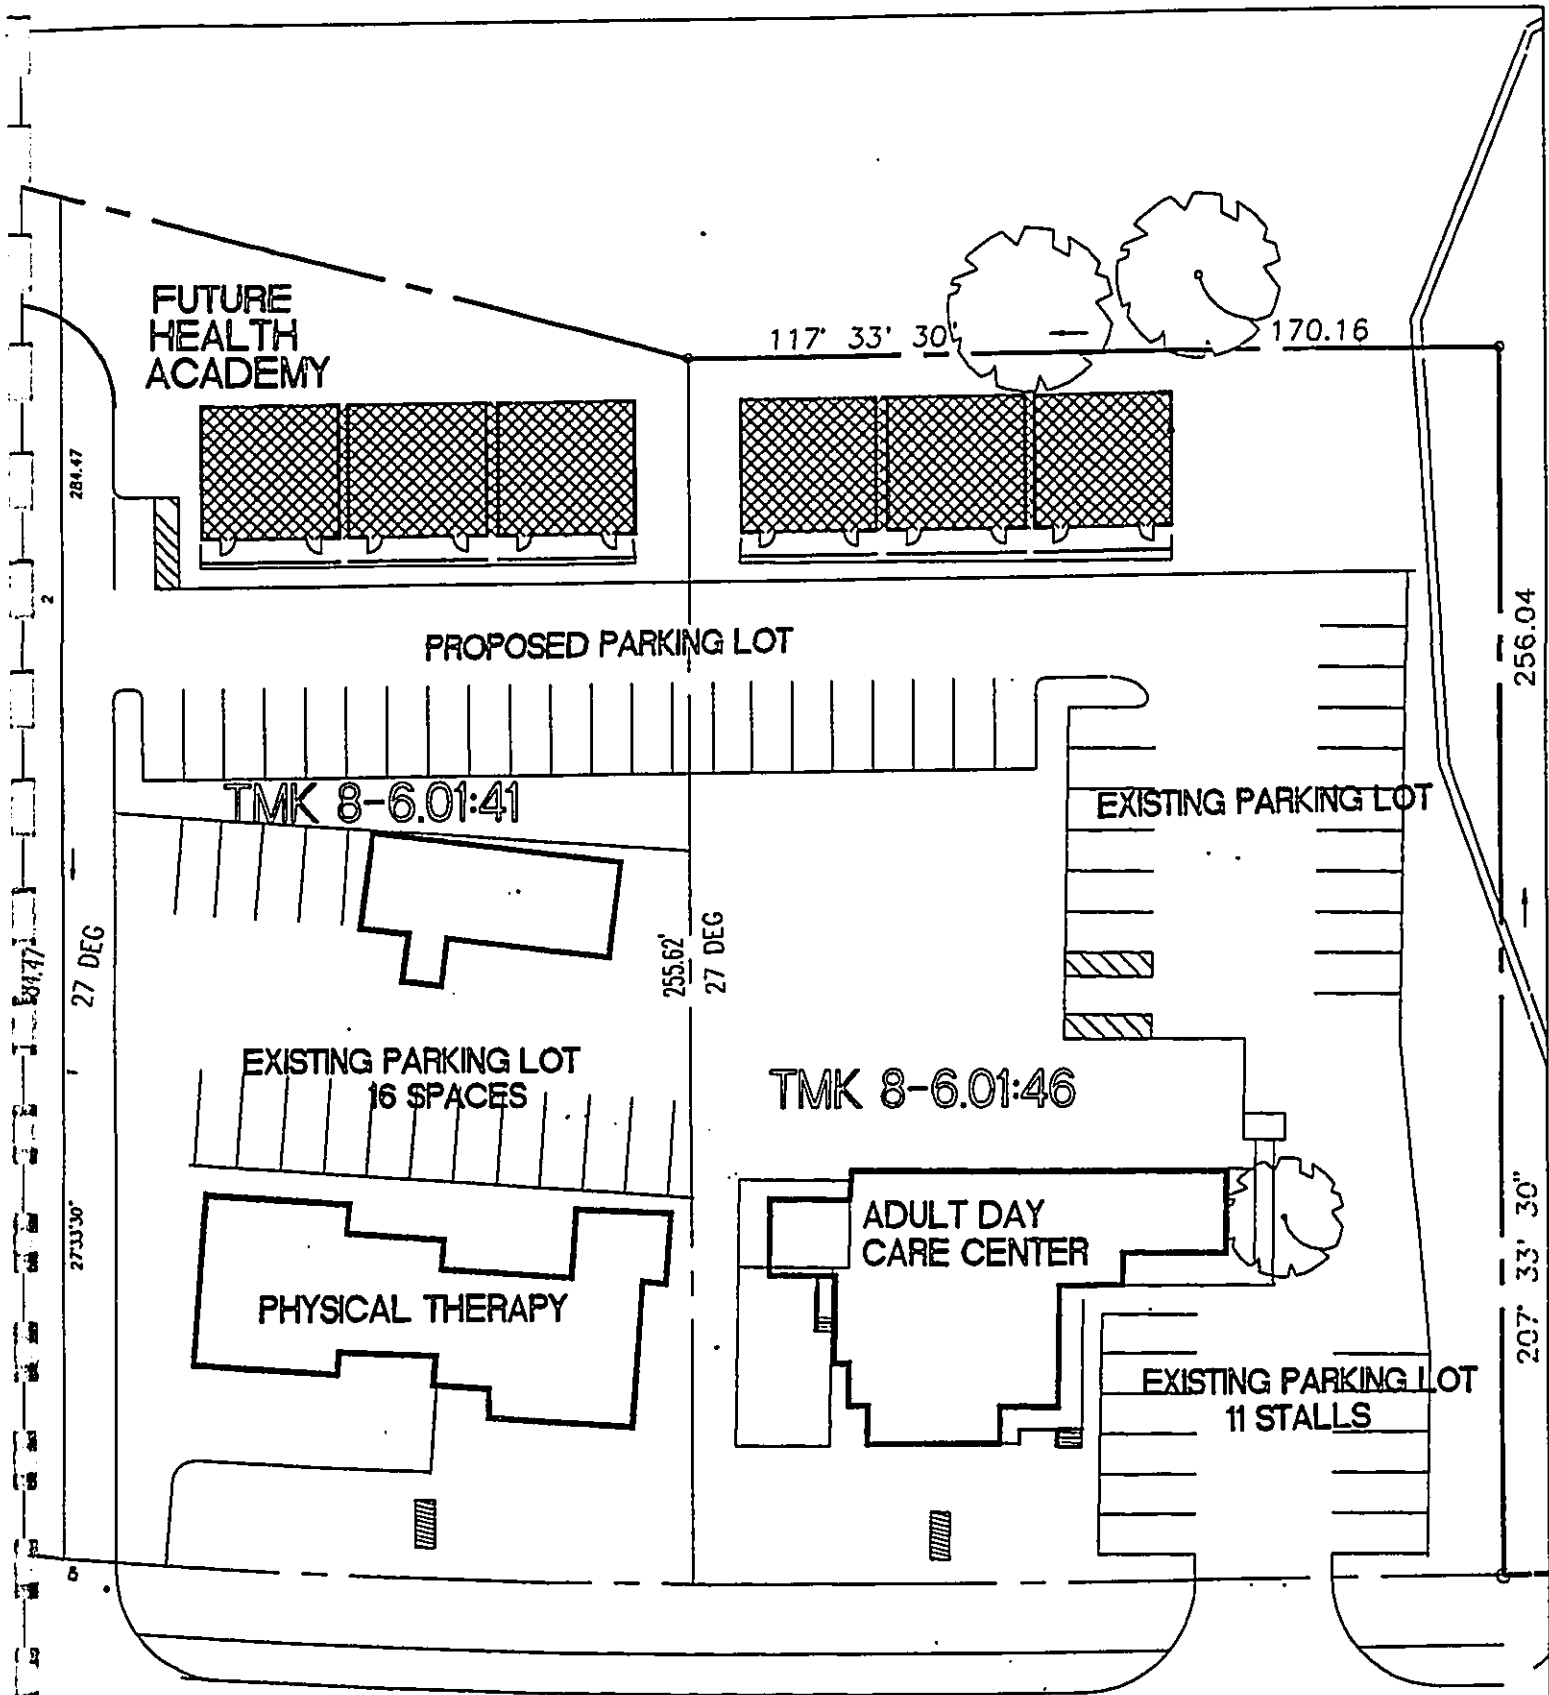 FUTURE
HEALTH
ACADEMY
117° 33' 30"
170.16
284.47
2
PROPOSED PARKING LOT
256.04
TMK 8-6.01:41
EXISTING PARKING LOT
27 DEG
255.62'
27 DEG
EXISTING PARKING LOT
16 SPACES
1
TMK 8-6.01:46
27°33'30"
207° 33' 30"
ADULT DAY
CARE CENTER
PHYSICAL THERAPY
EXISTING PARKING LOT
11 STALLS